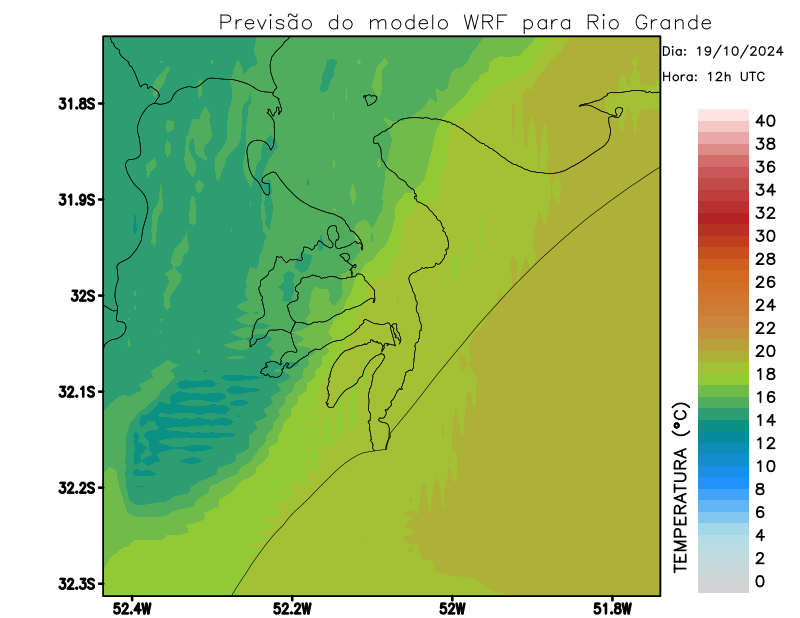 Previsão do modelo WRF para Rio Grande
Dia: 19/10/2024
Hora: 12h UTC
31.8S
31.9S
32S
32.1S
32.2S
32.3S
52.4W
52.2W
52W
51.8W
TEMPERATURA (°C)
40
38
36
34
32
30
28
26
24
22
20
18
16
14
12
10
8
6
4
2
0